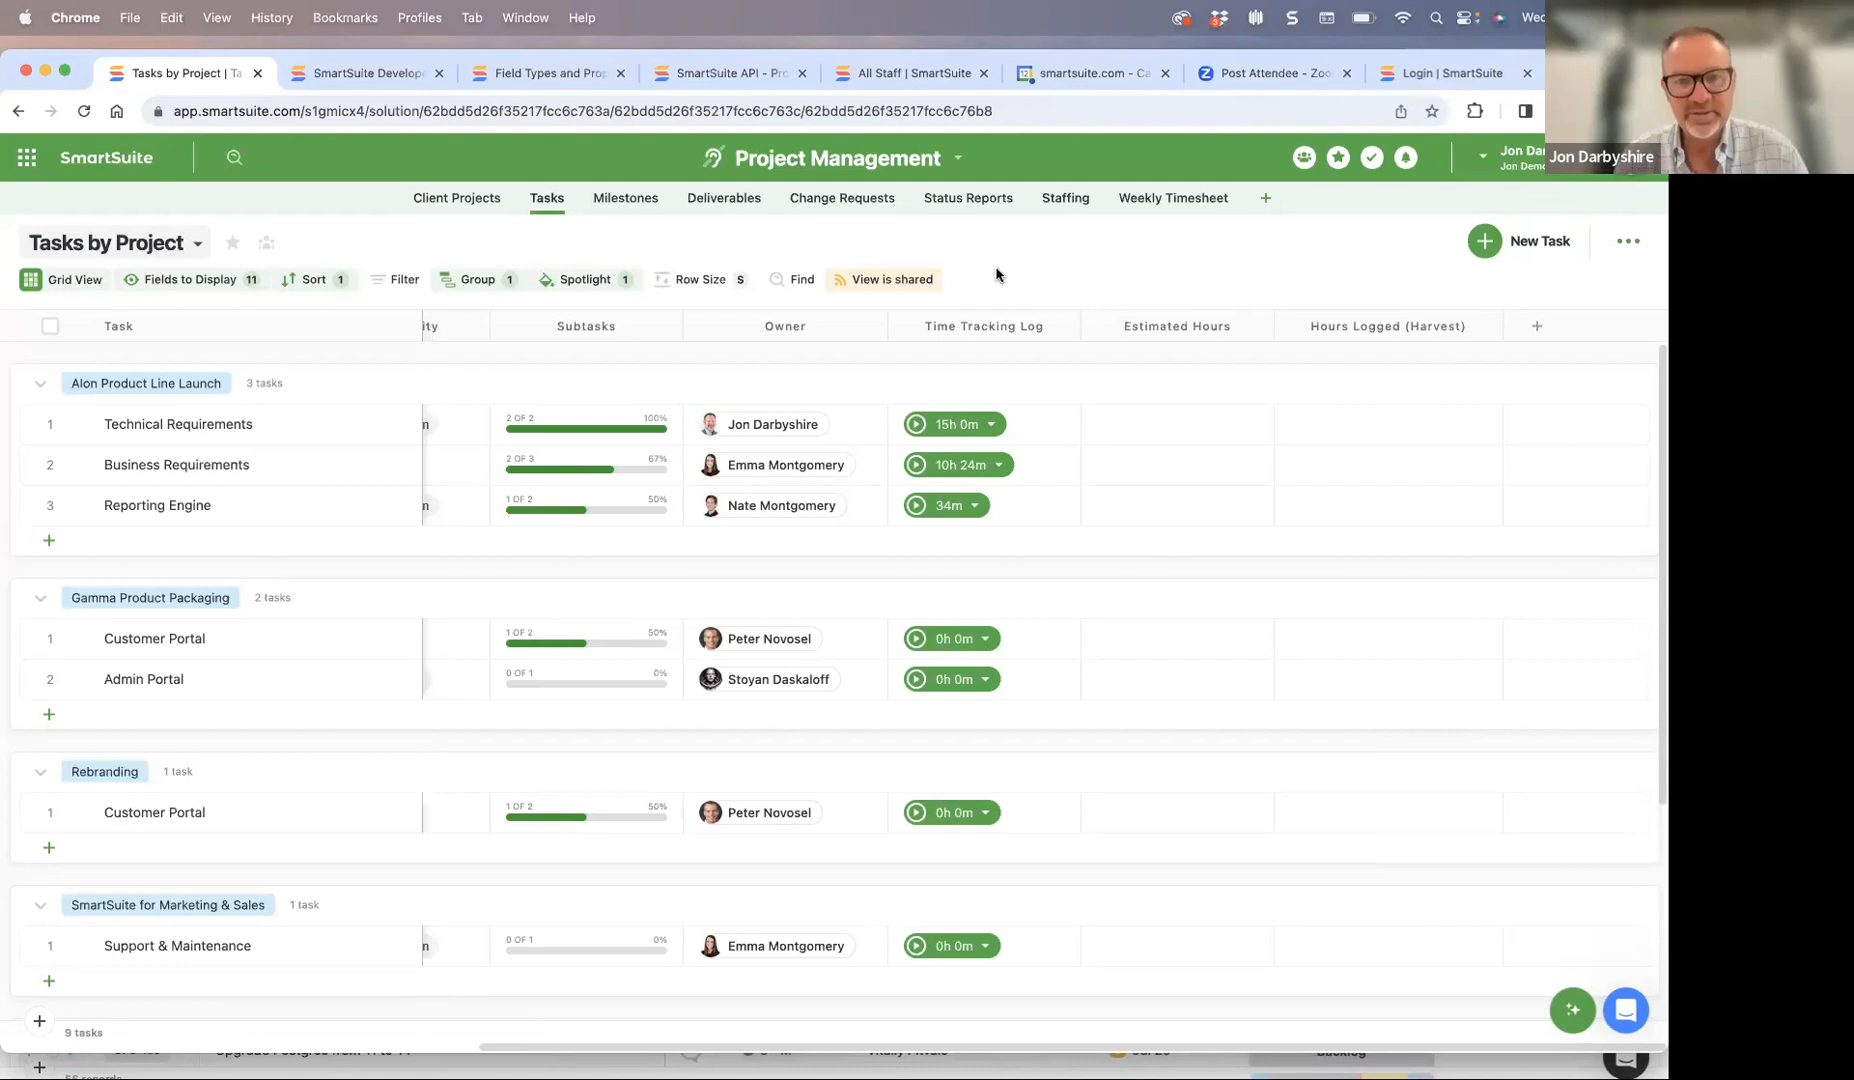 Chrome File Edit View History Bookmarks Profiles Tab Window Help
3
Tasks by Project | Ta
SmartSuite Develop
Field Types and Prop
SmartSuite API - Pro
All Staff | SmartSuite
smartsuite.com - Ca
Post Attendee - Zoo
Login | SmartSuite
app.smartsuite.com/s1gmicx4/solution/62bdd5d26f35217fcc6c763a/62bdd5d26f35217fcc6c763c/62bdd5d26f35217fcc6c76b8
SmartSuite
Project Management
Jon Dar
Jon Demo
Jon Darbyshire
Client Projects Tasks Milestones Deliverables Change Requests Status Reports Staffing Weekly Timesheet
Tasks by Project
New Task
Grid View Fields to Display 11 Sort 1 Filter Group 1 Spotlight 1 Row Size S Find View is shared
Task ity Subtasks Owner Time Tracking Log Estimated Hours Hours Logged (Harvest)
Alon Product Line Launch 3 tasks
1 Technical Requirements 2 OF 2 100% Jon Darbyshire 15h 0m
2 Business Requirements 2 OF 3 67% Emma Montgomery 10h 24m
3 Reporting Engine 1 OF 2 50% Nate Montgomery 34m
Gamma Product Packaging 2 tasks
1 Customer Portal 1 OF 2 50% Peter Novosel 0h 0m
2 Admin Portal 0 OF 1 0% Stoyan Daskaloff 0h 0m
Rebranding 1 task
1 Customer Portal 1 OF 2 50% Peter Novosel 0h 0m
SmartSuite for Marketing & Sales 1 task
1 Support & Maintenance 0 OF 1 0% Emma Montgomery 0h 0m
9 tasks